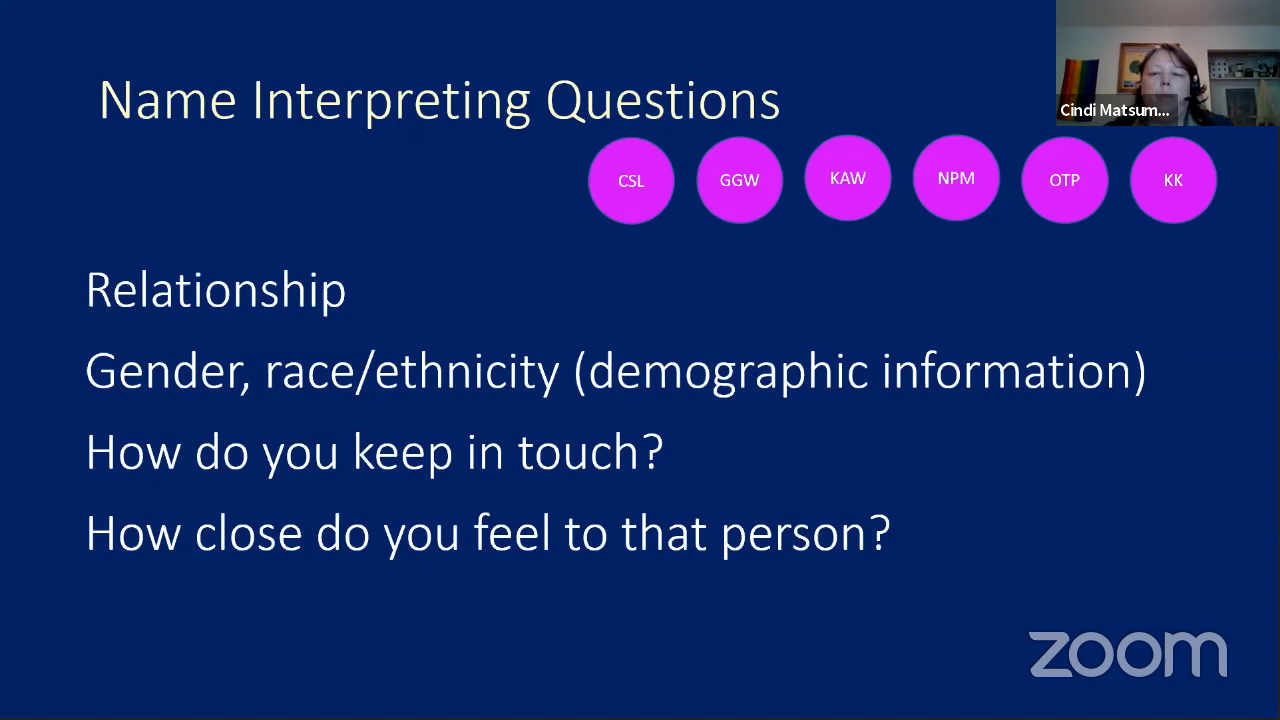 Name Interpreting Questions
Cindi Matsum...
CSL GGW KAW NPM OTP KK
Relationship
Gender, race/ethnicity (demographic information)
How do you keep in touch?
How close do you feel to that person?
zoom